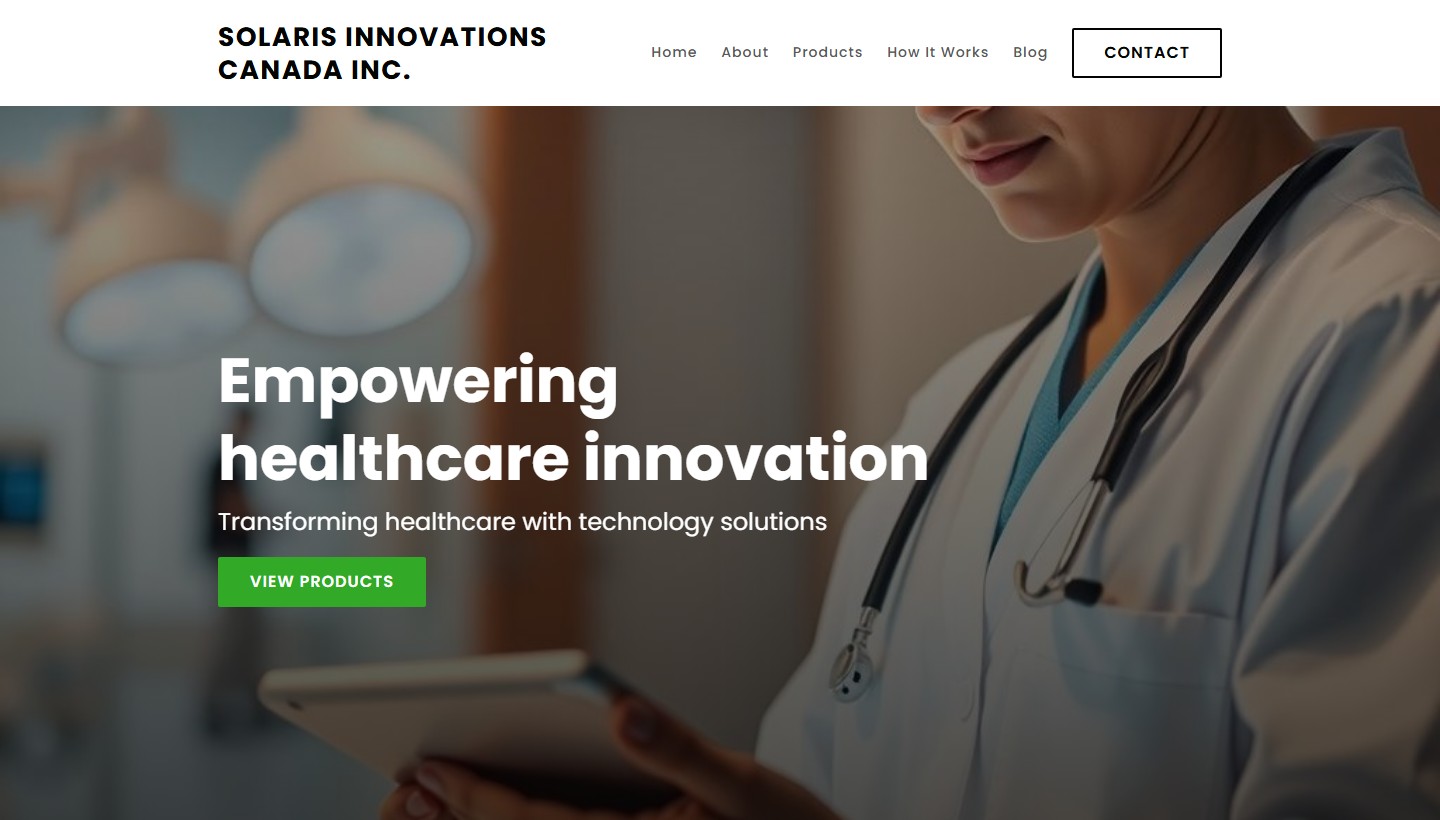 SOLARIS INNOVATIONS
CANADA INC.
Home About Products How It Works Blog CONTACT
Empowering
healthcare innovation
Transforming healthcare with technology solutions
VIEW PRODUCTS